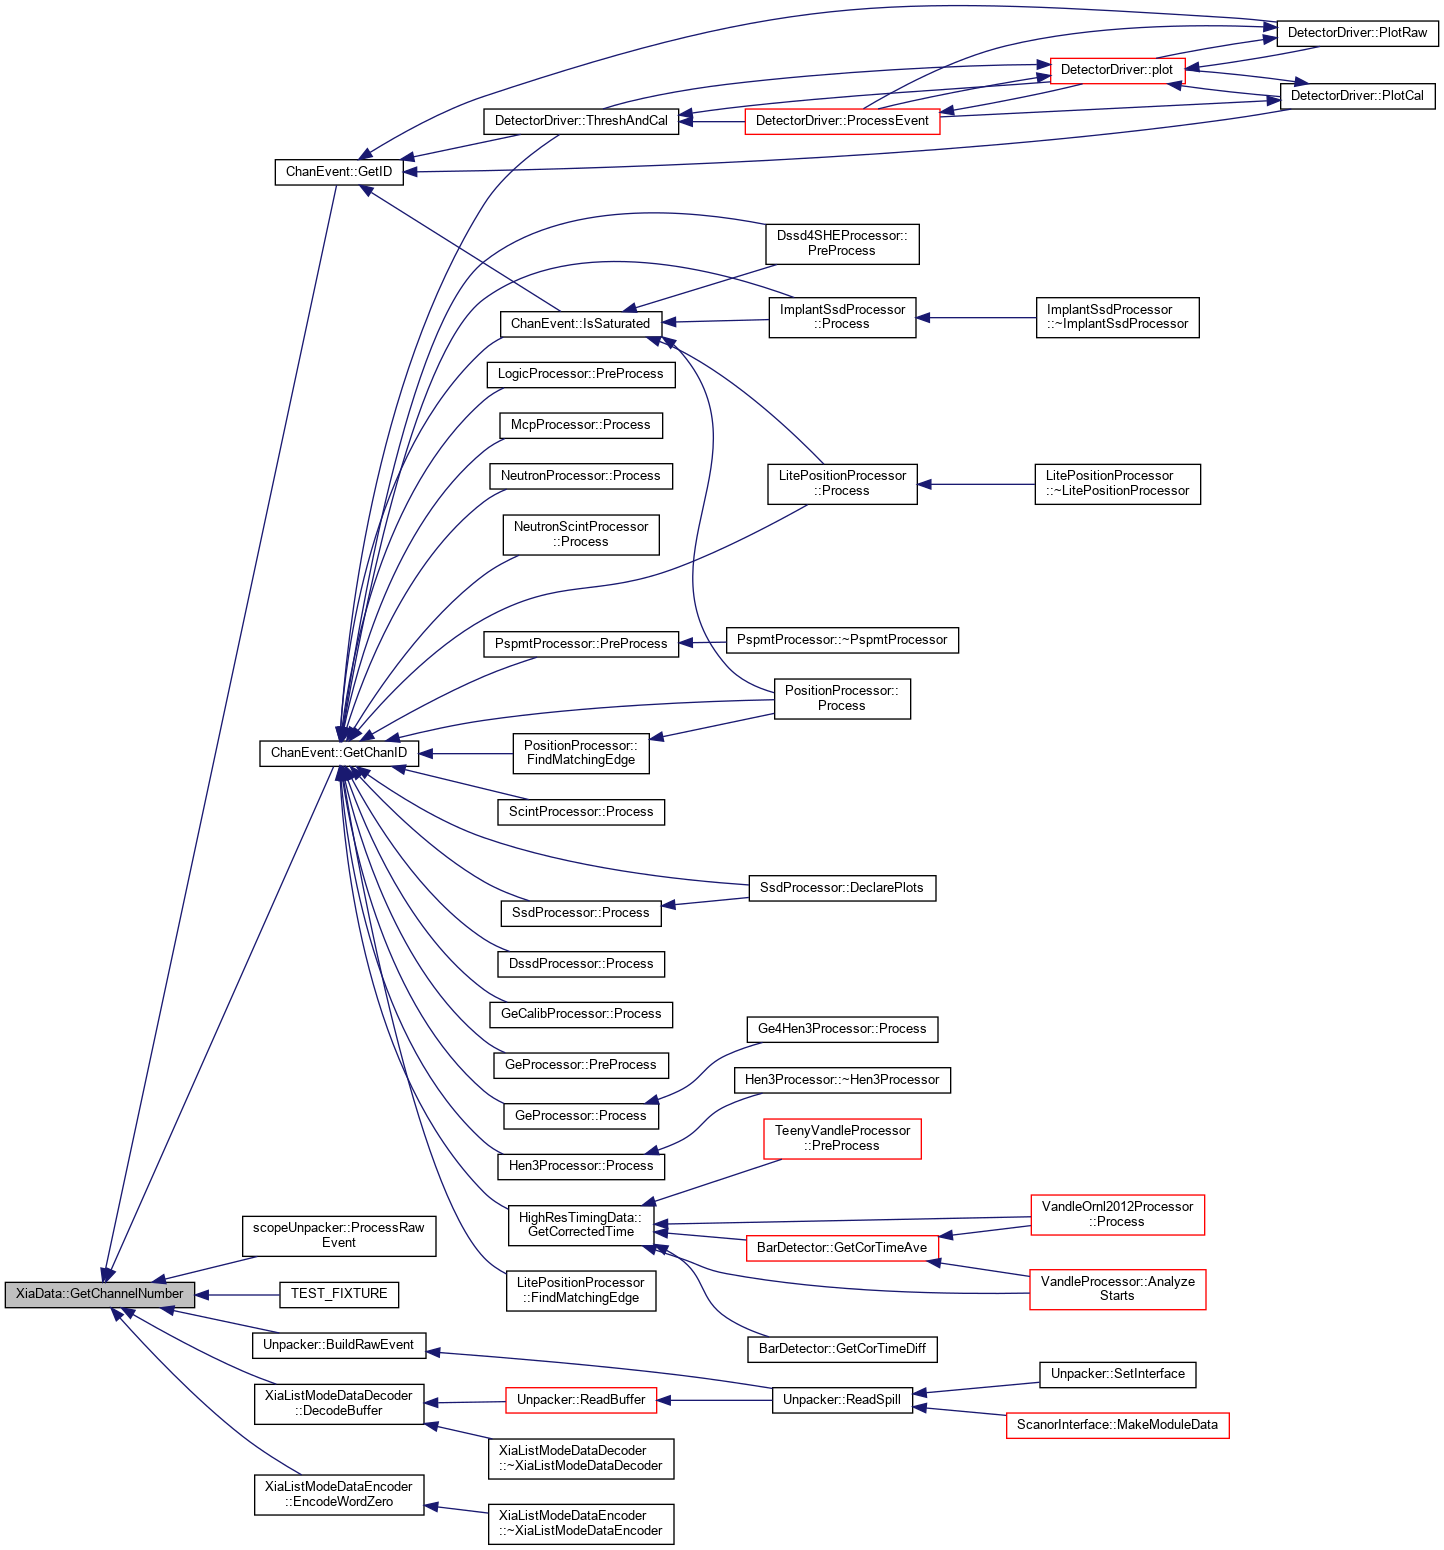 DetectorDriver::PlotRaw
DetectorDriver::plot
DetectorDriver::PlotCal
DetectorDriver::ThreshAndCal
DetectorDriver::ProcessEvent
ChanEvent::GetID
Dssd4SHEProcessor::
PreProcess
ImplantSsdProcessor
::Process
ImplantSsdProcessor
::~ImplantSsdProcessor
ChanEvent::IsSaturated
LogicProcessor::PreProcess
McpProcessor::Process
NeutronProcessor::Process
LitePositionProcessor
::Process
LitePositionProcessor
::~LitePositionProcessor
NeutronScintProcessor
::Process
PspmtProcessor::PreProcess
PspmtProcessor::~PspmtProcessor
PositionProcessor::
Process
ChanEvent::GetChanID
PositionProcessor::
FindMatchingEdge
ScintProcessor::Process
SsdProcessor::DeclarePlots
SsdProcessor::Process
DssdProcessor::Process
GeCalibProcessor::Process
Ge4Hen3Processor::Process
GeProcessor::PreProcess
Hen3Processor::~Hen3Processor
GeProcessor::Process
TeenyVandleProcessor
::PreProcess
Hen3Processor::Process
HighResTimingData::
GetCorrectedTime
VandleOrnl2012Processor
::Process
BarDetector::GetCorTimeAve
scopeUnpacker::ProcessRaw
Event
XiaData::GetChannelNumber
TEST_FIXTURE
LitePositionProcessor
::FindMatchingEdge
VandleProcessor::Analyze
Starts
Unpacker::BuildRawEvent
BarDetector::GetCorTimeDiff
Unpacker::SetInterface
XiaListModeDataDecoder
::DecodeBuffer
Unpacker::ReadBuffer
Unpacker::ReadSpill
ScanorInterface::MakeModuleData
XiaListModeDataDecoder
::~XiaListModeDataDecoder
XiaListModeDataEncoder
::EncodeWordZero
XiaListModeDataEncoder
::~XiaListModeDataEncoder